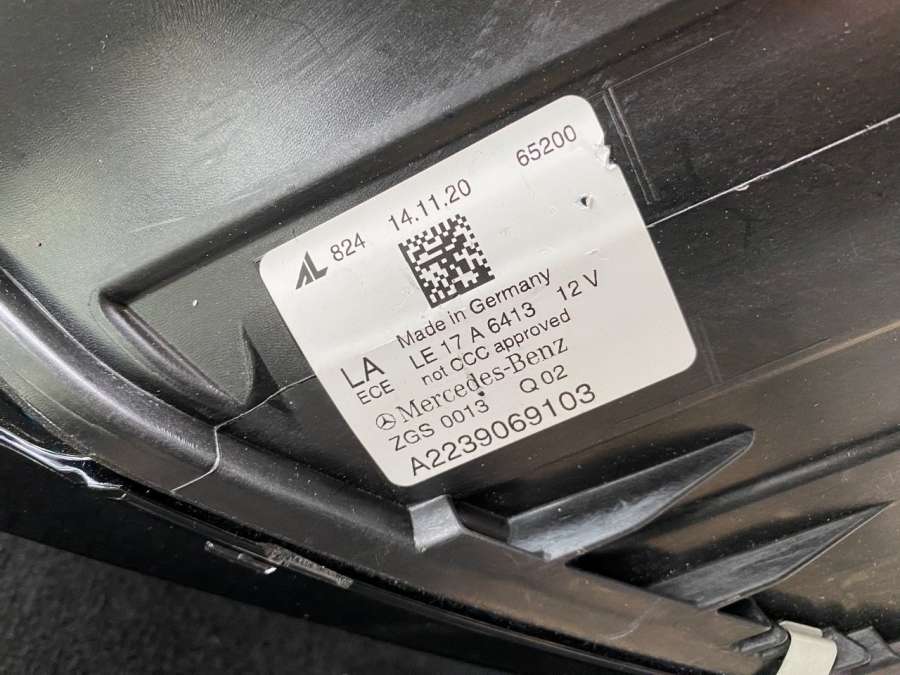 824 14.11.20 65200
Made in Germany
LA LE 17 A 6413 12 V
ECE not CCC approved
Mercedes-Benz
ZGS 0013 Q 02
A2239069103